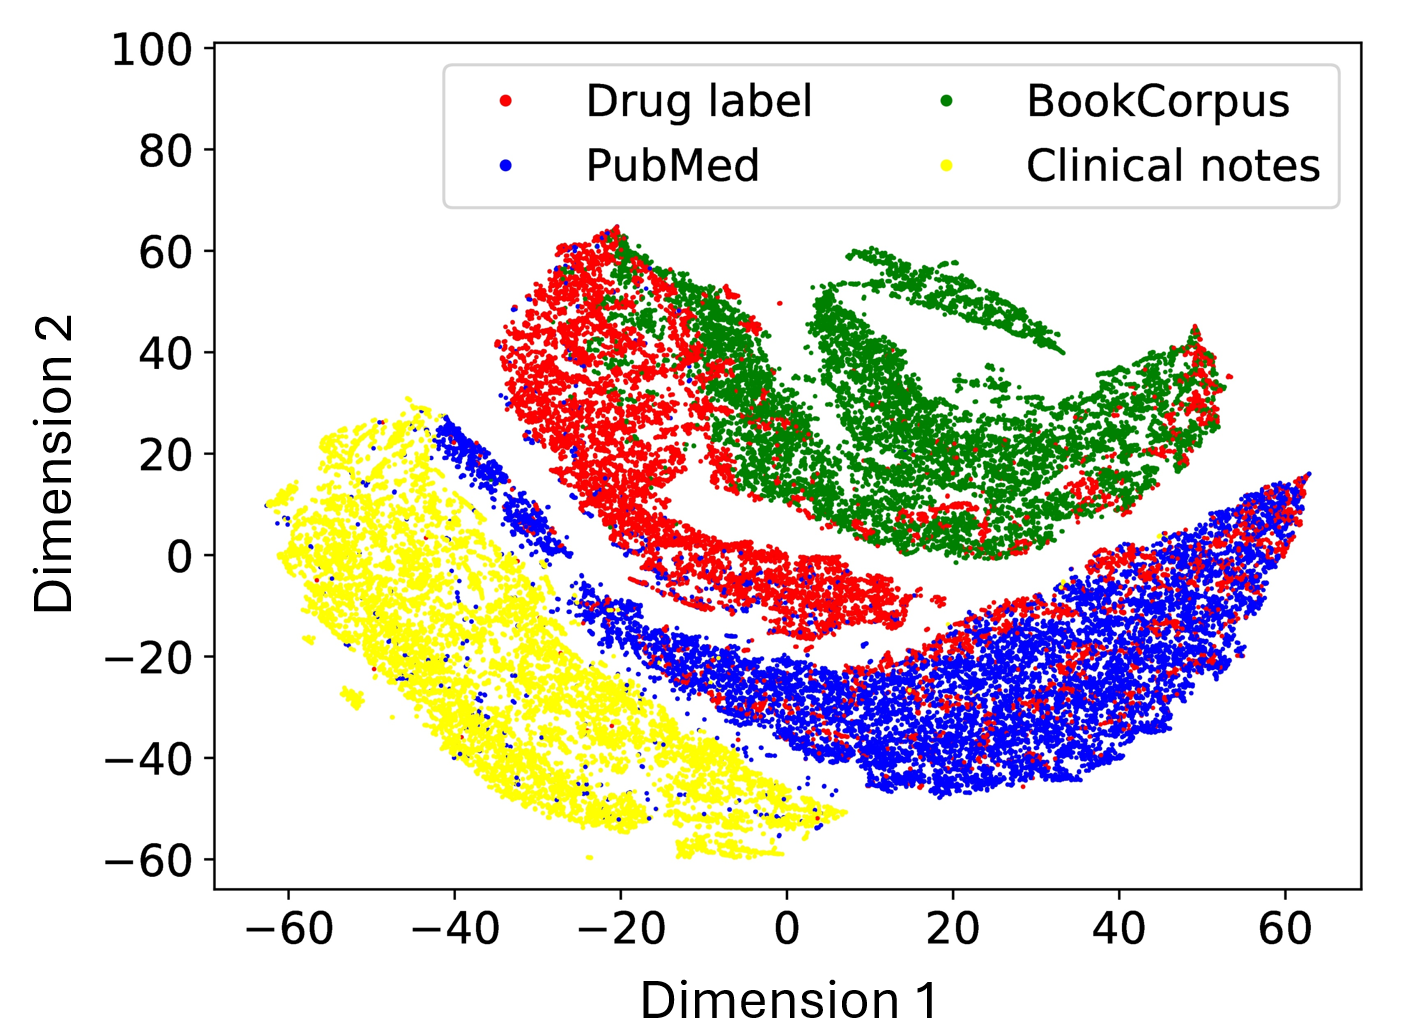 100
80
60
40
20
0
−20
−40
−60
Dimension 2
Drug label
PubMed
BookCorpus
Clinical notes
−60 −40 −20 0 20 40 60
Dimension 1